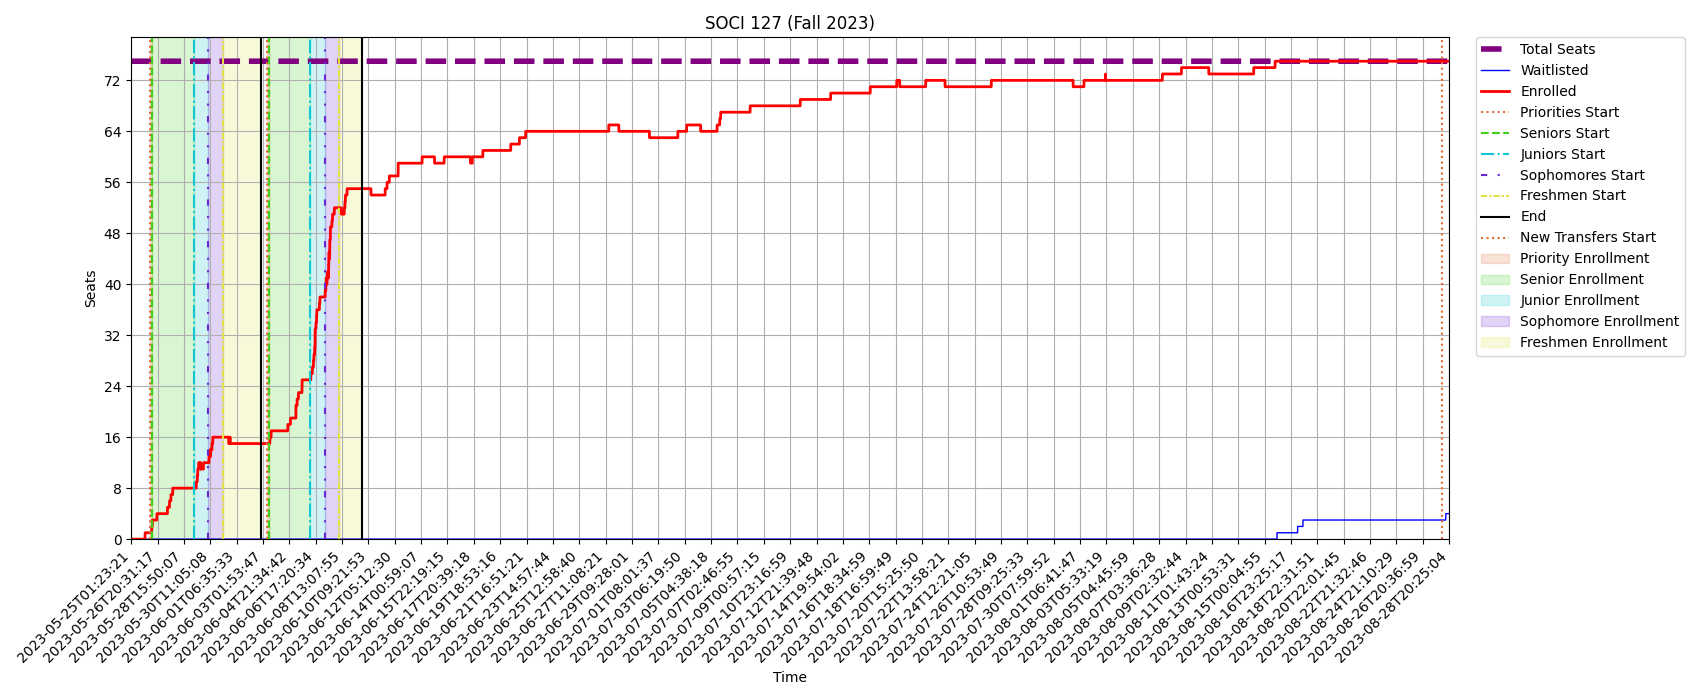 SOCI 127 (Fall 2023)
Seats
72
64
56
48
40
32
24
16
8
0
2023-05-25T01:23:21
2023-05-26T20:31:17
2023-05-28T15:50:07
2023-05-30T11:05:08
2023-06-01T06:35:33
2023-06-03T01:53:47
2023-06-04T21:34:42
2023-06-06T17:20:34
2023-06-08T13:07:55
2023-06-10T09:21:53
2023-06-12T05:12:30
2023-06-14T00:59:07
2023-06-15T22:19:15
2023-06-17T20:39:18
2023-06-19T18:53:16
2023-06-21T16:51:21
2023-06-23T14:57:44
2023-06-25T12:58:40
2023-06-27T11:08:21
2023-06-29T09:28:01
2023-07-01T08:01:37
2023-07-03T06:19:50
2023-07-05T04:38:18
2023-07-07T02:46:55
2023-07-09T00:57:15
2023-07-10T23:16:59
2023-07-12T21:39:48
2023-07-14T19:54:02
2023-07-16T18:34:59
2023-07-18T16:59:49
2023-07-20T15:25:50
2023-07-22T13:58:21
2023-07-24T12:21:05
2023-07-26T10:53:49
2023-07-28T09:25:33
2023-07-30T07:59:52
2023-08-01T06:41:47
2023-08-03T05:33:19
2023-08-05T04:45:59
2023-08-07T03:36:28
2023-08-09T02:32:44
2023-08-11T01:43:24
2023-08-13T00:53:31
2023-08-15T00:04:55
2023-08-16T23:25:17
2023-08-18T22:31:51
2023-08-20T22:01:45
2023-08-22T21:32:46
2023-08-24T21:10:29
2023-08-26T20:36:59
2023-08-28T20:25:04
Time
Total Seats
Waitlisted
Enrolled
Priorities Start
Seniors Start
Juniors Start
Sophomores Start
Freshmen Start
End
New Transfers Start
Priority Enrollment
Senior Enrollment
Junior Enrollment
Sophomore Enrollment
Freshmen Enrollment